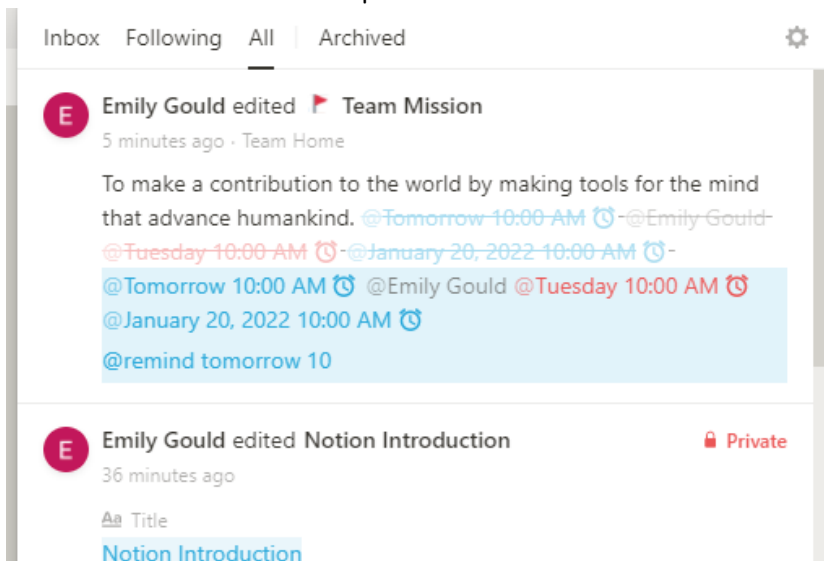 Inbox Following All Archived
E
Emily Gould edited Team Mission
5 minutes ago · Team Home
To make a contribution to the world by making tools for the mind
that advance humankind. @Tomorrow 10:00 AM @Emily Gould
@Tuesday 10:00 AM @January 20, 2022 10:00 AM
@Tomorrow 10:00 AM @Emily Gould @Tuesday 10:00 AM
@January 20, 2022 10:00 AM
@remind tomorrow 10
E
Emily Gould edited Notion Introduction Private
36 minutes ago
Aa Title
Notion Introduction